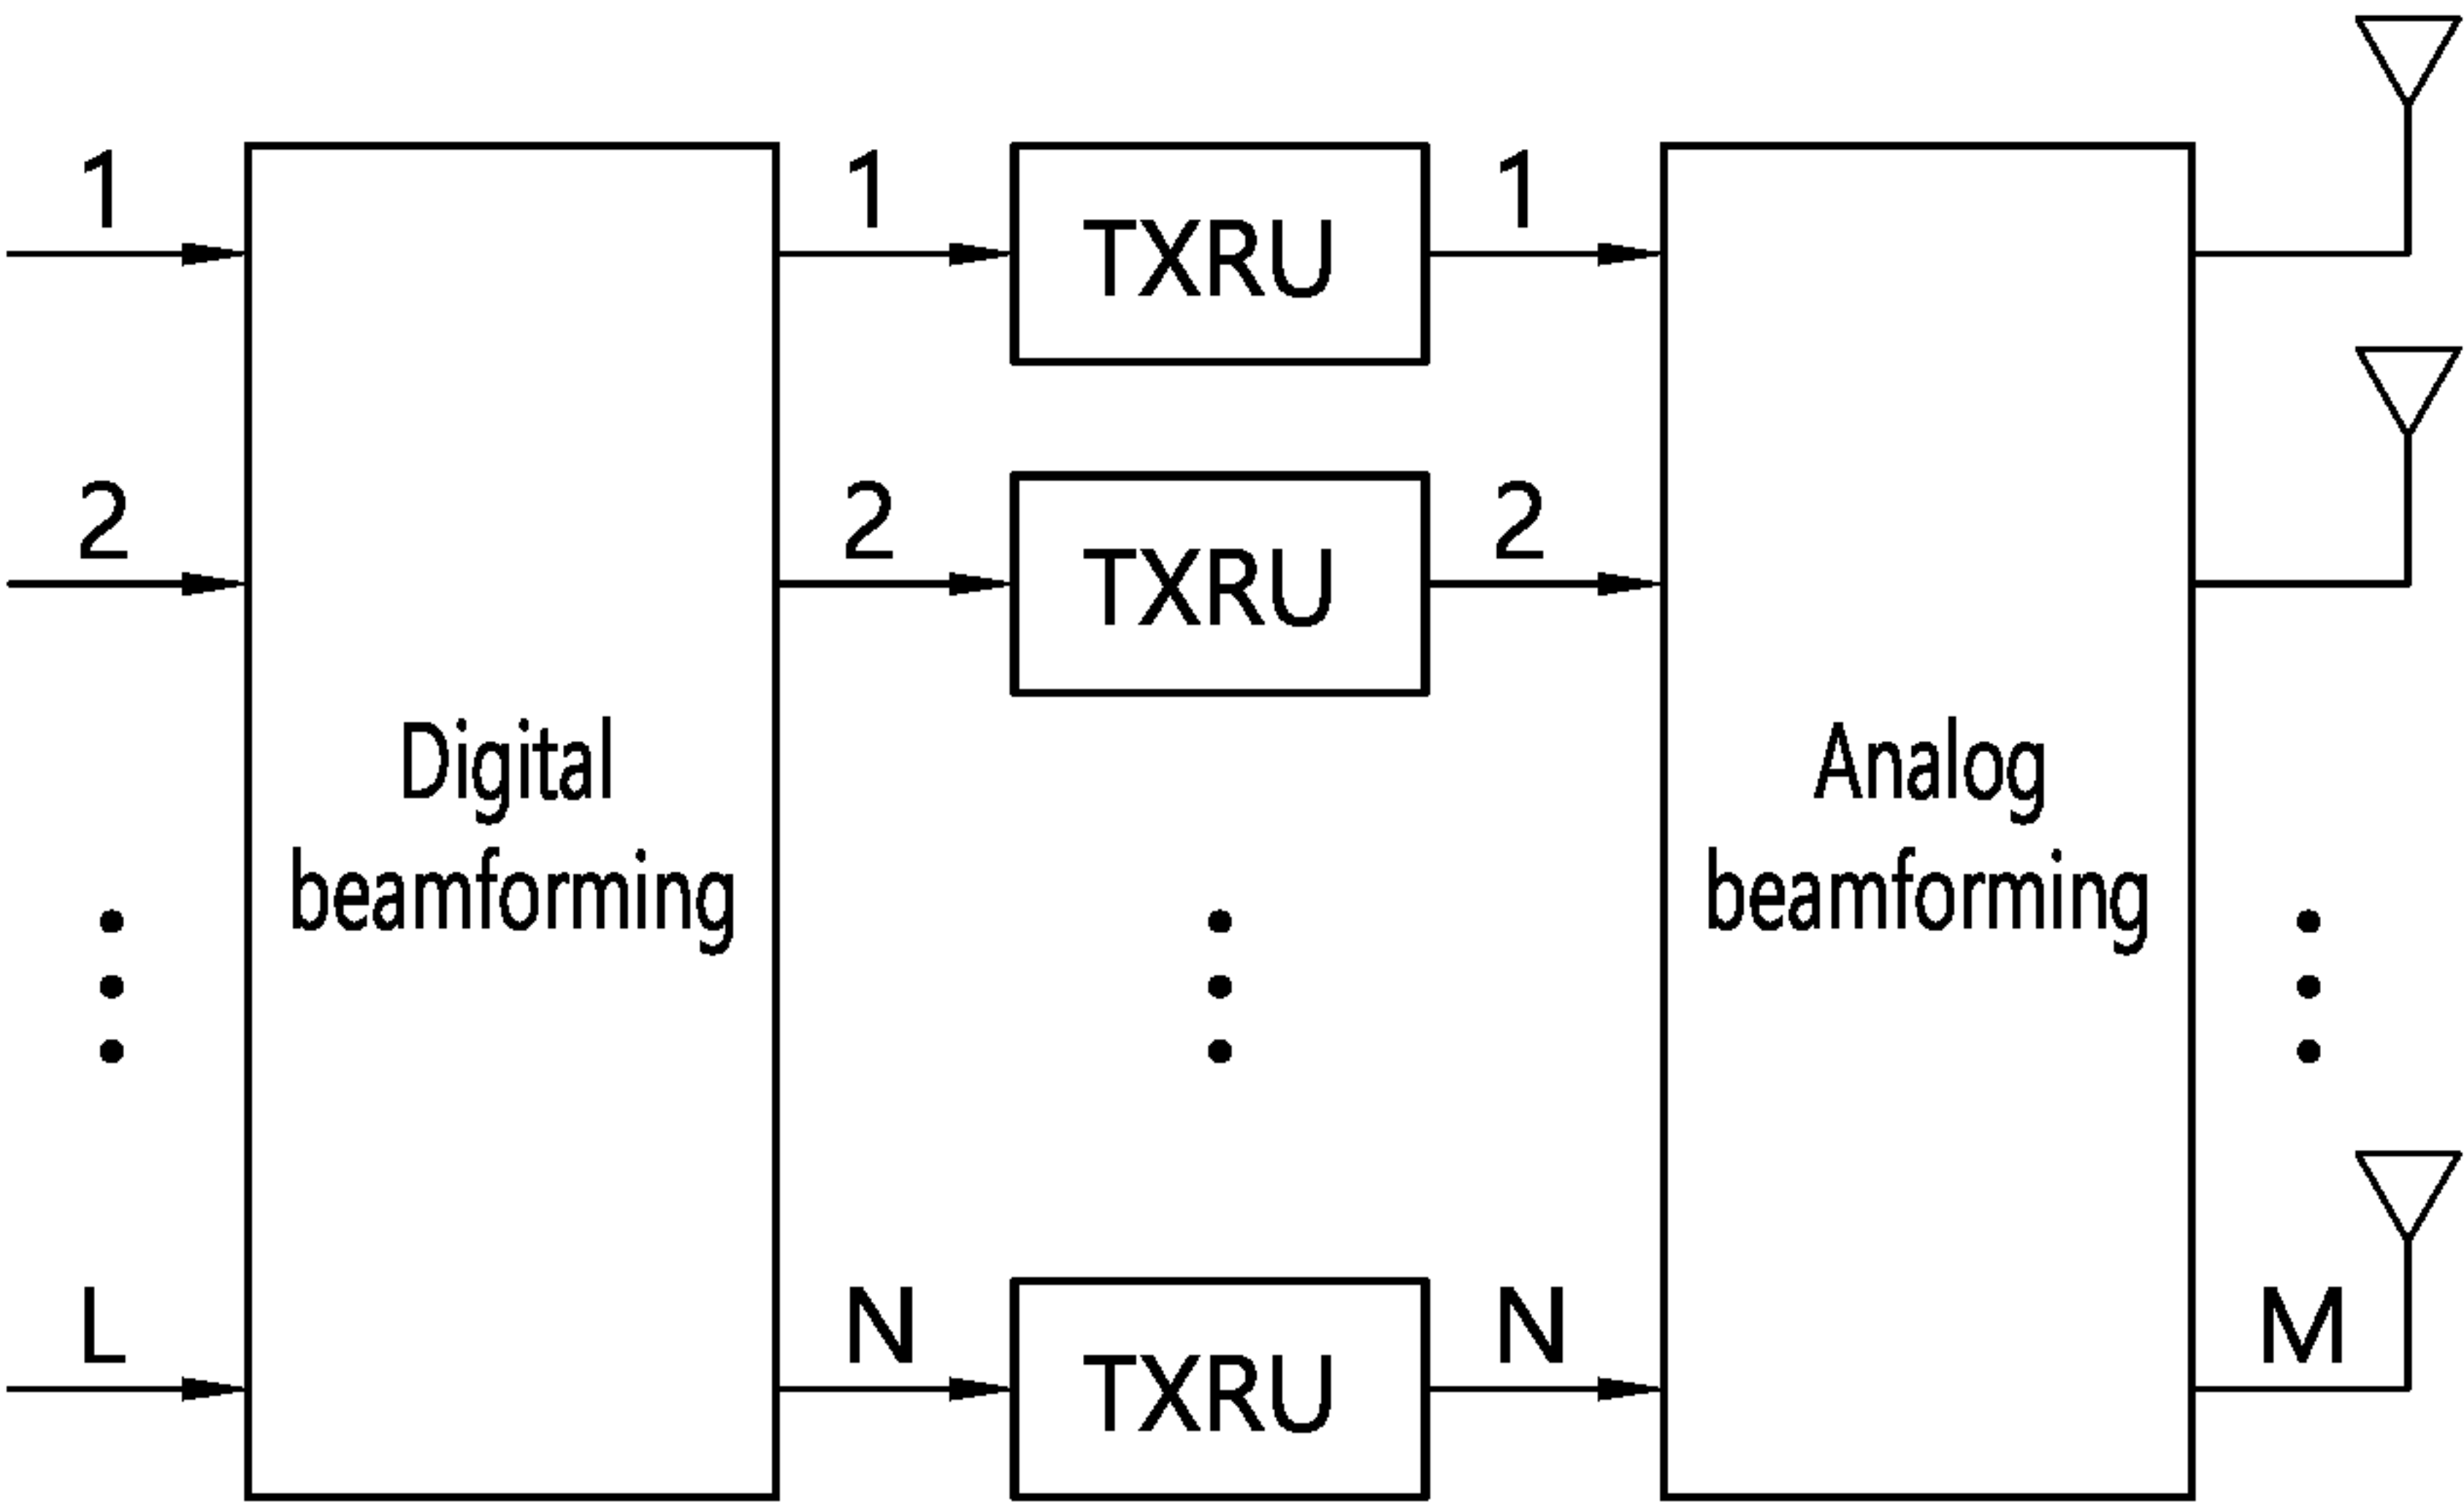 1
1
TXRU
1
2
2
TXRU
2
Digital
beamforming
Analog
beamforming
L
N
TXRU
N
M